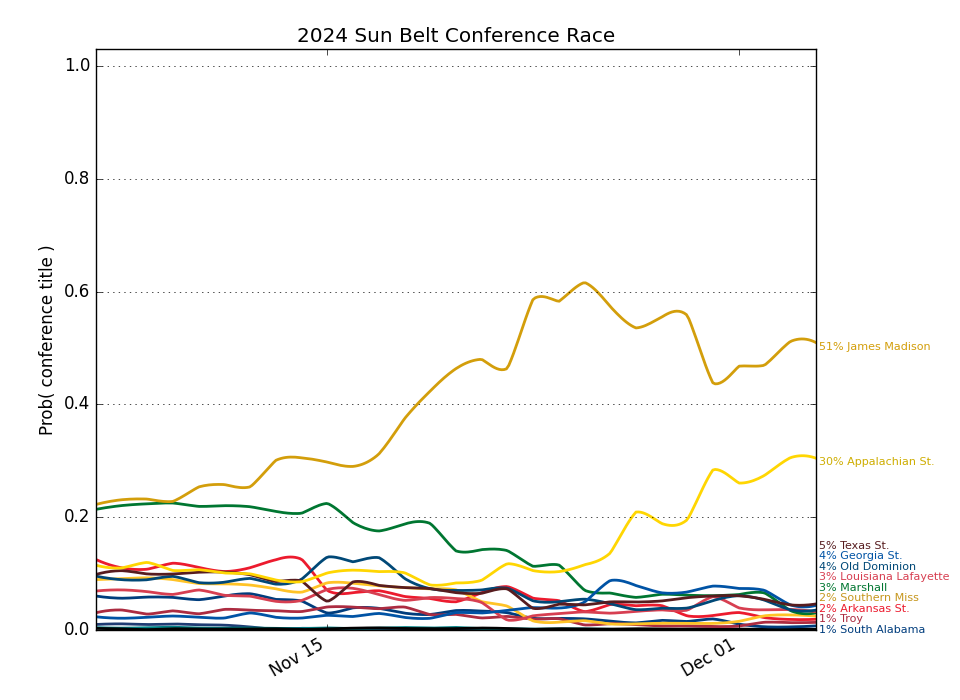 2024 Sun Belt Conference Race
1.0
0.8
0.6
0.4
0.2
0.0
Prob( conference title )
Nov 15
Dec 01
51% James Madison
30% Appalachian St.
5% Texas St.
4% Georgia St.
4% Old Dominion
3% Louisiana Lafayette
3% Marshall
2% Southern Miss
2% Arkansas St.
1% Troy
1% South Alabama